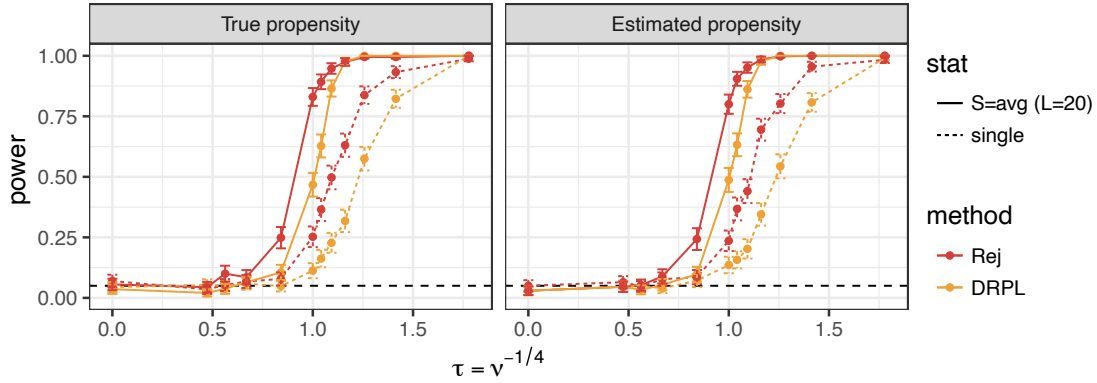 True propensity
Estimated propensity
1.00
0.75
0.50
0.25
0.00
power
0.0 0.5 1.0 1.5
0.0 0.5 1.0 1.5
τ = ν^{-1/4}
stat
S=avg (L=20)
single
method
Rej
DRPL